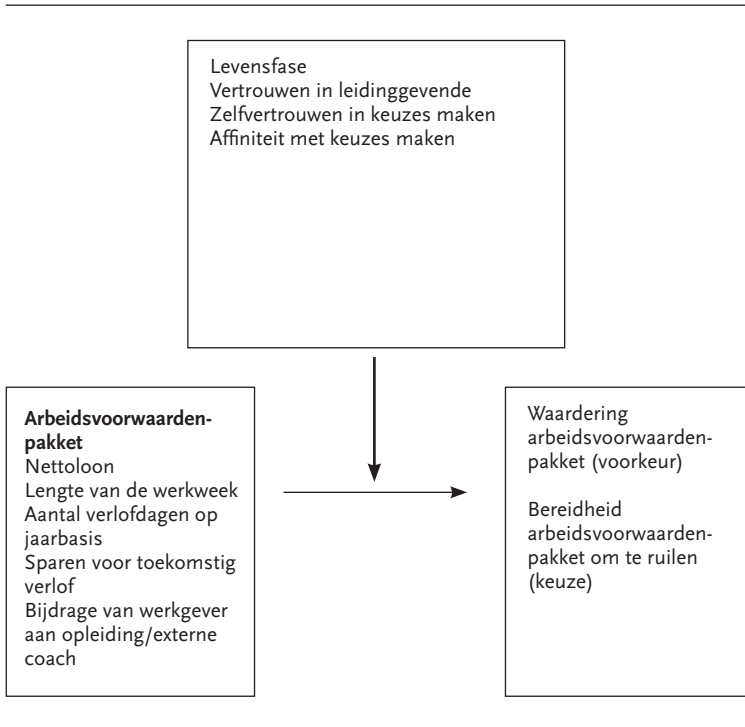 Levensfase
Vertrouwen in leidinggevende
Zelfvertrouwen in keuzes maken
Affiniteit met keuzes maken
Arbeidsvoorwaarden-
pakket
Nettoloon
Lengte van de werkweek
Aantal verlofdagen op
jaarbasis
Sparen voor toekomstig
verlof
Bijdrage van werkgever
aan opleiding/externe
coach
Waardering
arbeidsvoorwaarden-
pakket (voorkeur)
Bereidheid
arbeidsvoorwaarden-
pakket om te ruilen
(keuze)